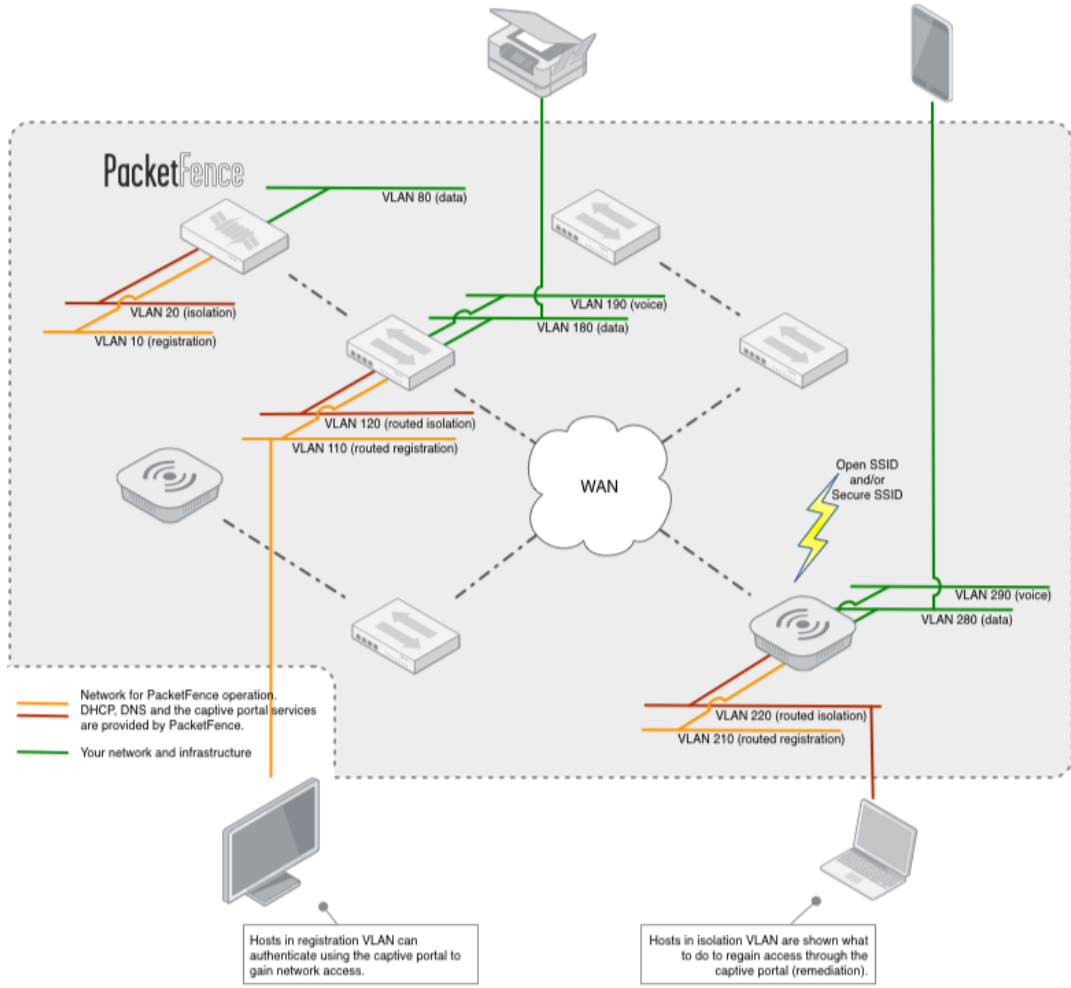 PacketFence
VLAN 80 (data)
VLAN 20 (isolation)
VLAN 10 (registration)
VLAN 190 (voice)
VLAN 180 (data)
VLAN 120 (routed isolation)
VLAN 110 (routed registration)
WAN
Open SSID
and/or
Secure SSID
VLAN 290 (voice)
VLAN 280 (data)
VLAN 220 (routed isolation)
VLAN 210 (routed registration)
Network for PacketFence operation.
DHCP, DNS and the captive portal services
are provided by PacketFence.
Your network and infrastructure
Hosts in registration VLAN can
authenticate using the captive portal to
gain network access.
Hosts in isolation VLAN are shown what
to do to regain access through the
captive portal (remediation).